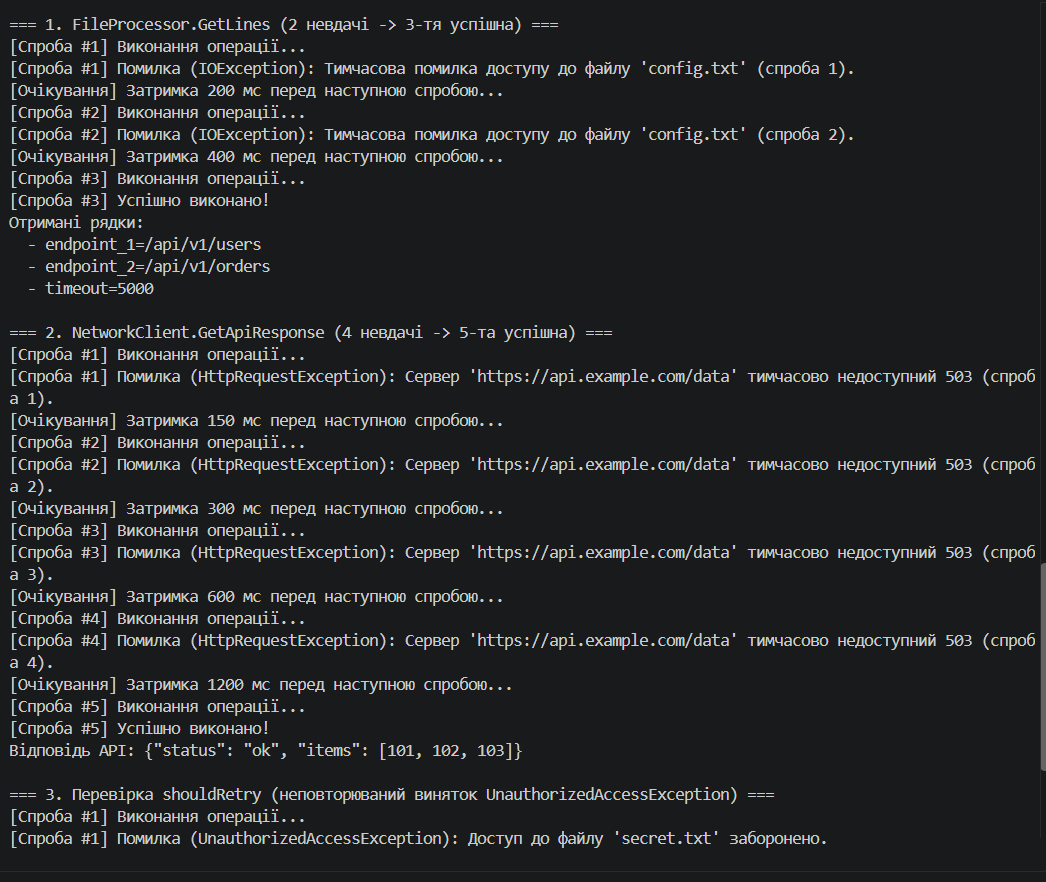 === 1. FileProcessor.GetLines (2 невдачі -> 3-тя успішна) ===
[Спроба #1] Виконання операції...
[Спроба #1] Помилка (IOException): Тимчасова помилка доступу до файлу 'config.txt' (спроба 1).
[Очікування] Затримка 200 мс перед наступною спробою...
[Спроба #2] Виконання операції...
[Спроба #2] Помилка (IOException): Тимчасова помилка доступу до файлу 'config.txt' (спроба 2).
[Очікування] Затримка 400 мс перед наступною спробою...
[Спроба #3] Виконання операції...
[Спроба #3] Успішно виконано!
Отримані рядки:
  - endpoint_1=/api/v1/users
  - endpoint_2=/api/v1/orders
  - timeout=5000

=== 2. NetworkClient.GetApiResponse (4 невдачі -> 5-та успішна) ===
[Спроба #1] Виконання операції...
[Спроба #1] Помилка (HttpRequestException): Сервер 'https://api.example.com/data' тимчасово недоступний 503 (спроб
а 1).
[Очікування] Затримка 150 мс перед наступною спробою...
[Спроба #2] Виконання операції...
[Спроба #2] Помилка (HttpRequestException): Сервер 'https://api.example.com/data' тимчасово недоступний 503 (спроб
а 2).
[Очікування] Затримка 300 мс перед наступною спробою...
[Спроба #3] Виконання операції...
[Спроба #3] Помилка (HttpRequestException): Сервер 'https://api.example.com/data' тимчасово недоступний 503 (спроб
а 3).
[Очікування] Затримка 600 мс перед наступною спробою...
[Спроба #4] Виконання операції...
[Спроба #4] Помилка (HttpRequestException): Сервер 'https://api.example.com/data' тимчасово недоступний 503 (спроб
а 4).
[Очікування] Затримка 1200 мс перед наступною спробою...
[Спроба #5] Виконання операції...
[Спроба #5] Успішно виконано!
Відповідь API: {"status": "ok", "items": [101, 102, 103]}

=== 3. Перевірка shouldRetry (неповторюваний виняток UnauthorizedAccessException) ===
[Спроба #1] Виконання операції...
[Спроба #1] Помилка (UnauthorizedAccessException): Доступ до файлу 'secret.txt' заборонено.